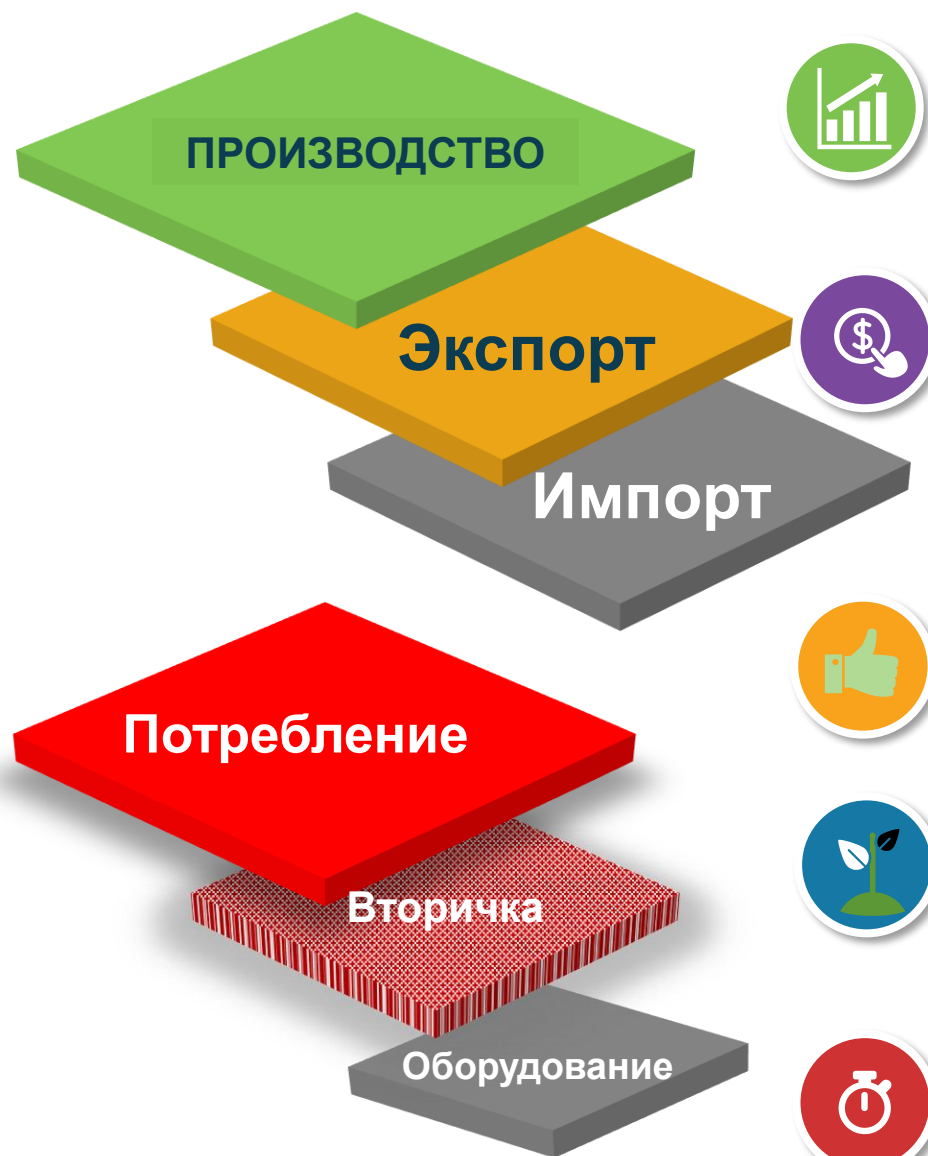 ПРОИЗВОДСТВО
Экспорт
Импорт
Потребление
Вторичка
Оборудование